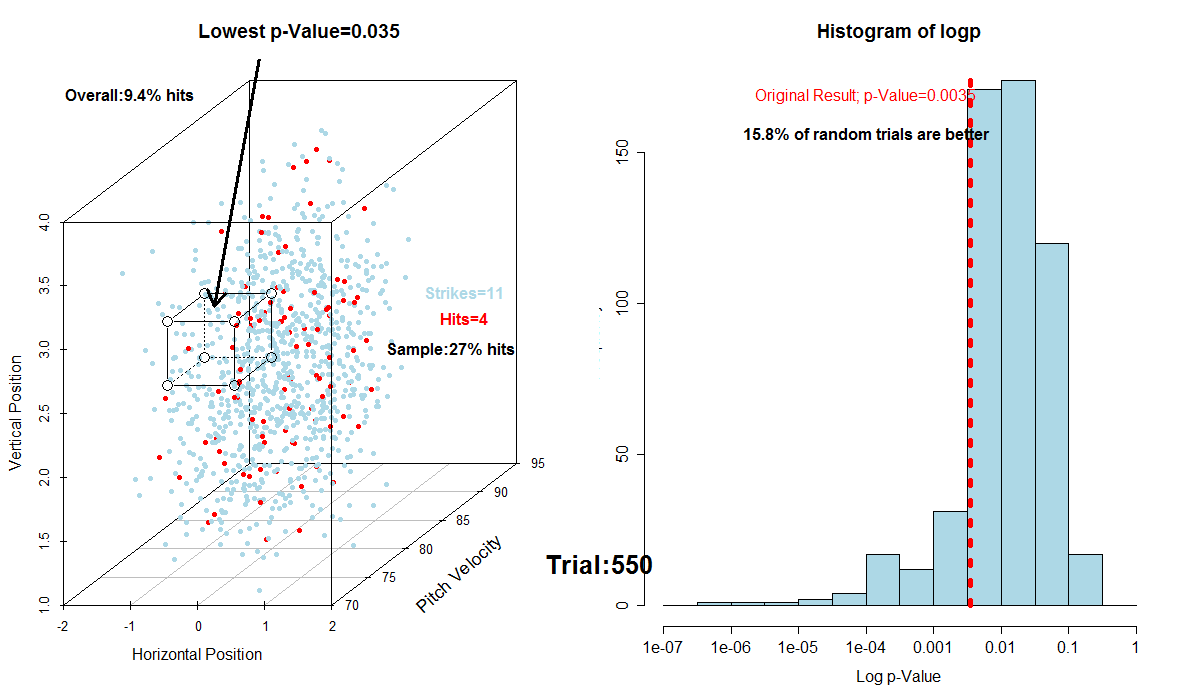 Lowest p-Value=0.035
Overall:9.4% hits
Strikes=11
Hits=4
Sample:27% hits
Vertical Position
4.0
3.5
3.0
2.5
2.0
1.5
1.0
-2
-1
0
1
2
Horizontal Position
70
75
80
85
90
95
Pitch Velocity
Trial:550
Histogram of logp
Original Result; p-Value=0.0035
15.8% of random trials are better
150
100
50
0
1e-07
1e-06
1e-05
1e-04
0.001
0.01
0.1
1
Log p-Value